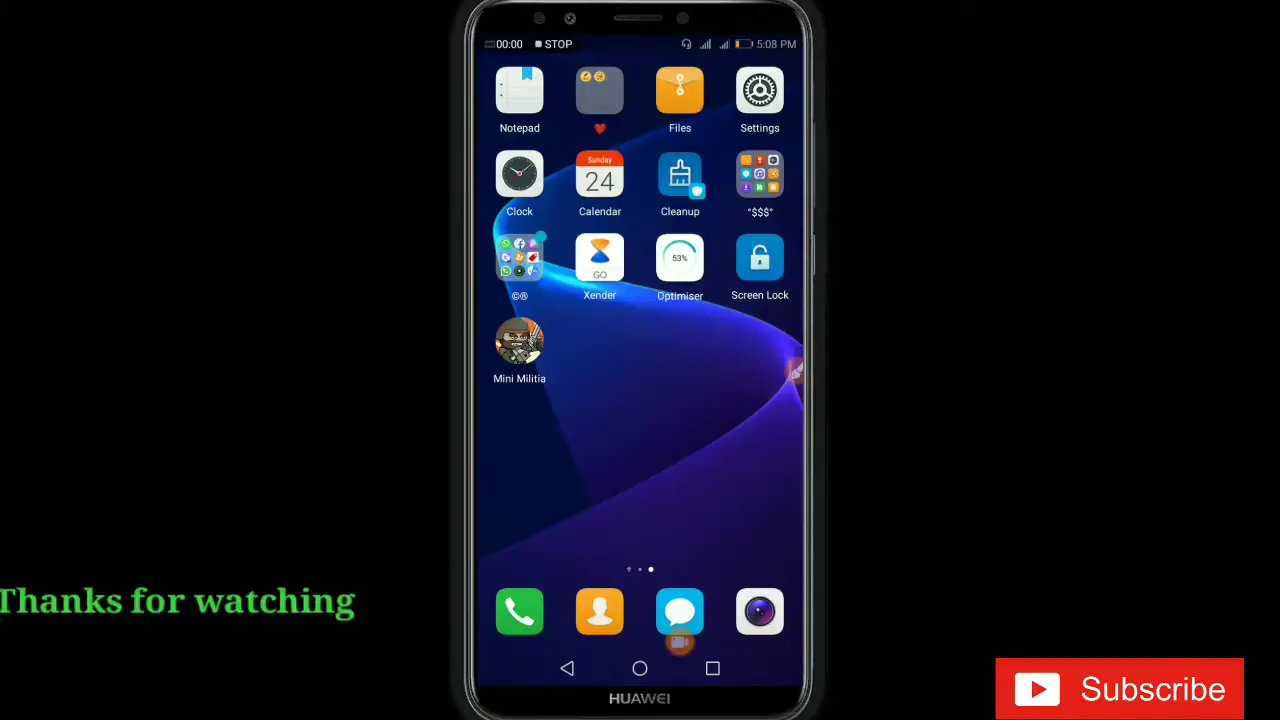 00:00 STOP 5:08 PM
Notepad ❤ Files Settings
Sunday
24
Clock Calendar Cleanup °$$$°
GO 53%
©® Xender Optimiser Screen Lock
Mini Militia
Thanks for watching
HUAWEI
Subscribe